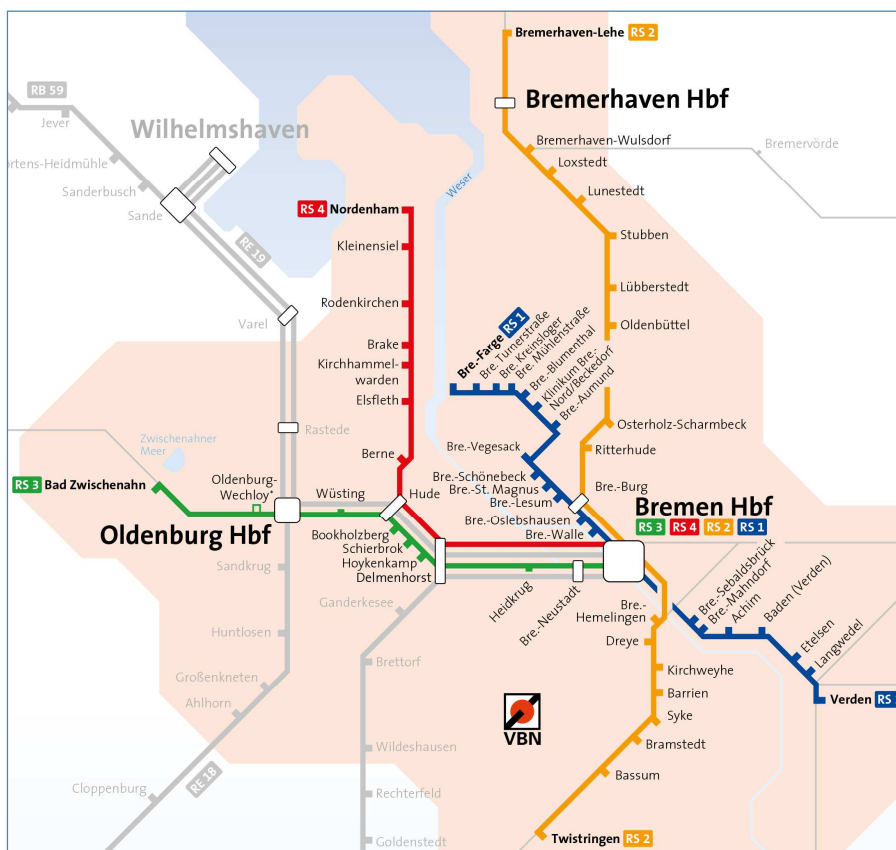 Bremerhaven-Lehe RS 2
RB 59
Bremerhaven Hbf
Jever
Wilhelmshaven
Bremerhaven-Wulsdorf
Bremervörde
ortens-Heidmühle
Loxstedt
Sanderbusch
Weser
Lunestedt
Sande
RS 4 Nordenham
Stubben
RE 19
Kleinensiel
Lübberstedt
Rodenkirchen
Varel
Oldenbüttel
Bre.-Farge RS 1
Bre. Turnerstraße
Bre. Kreinsloger
Bre. Mühlenstraße
Bre.-Blumenthal
Klinikum Bre.-
Nord/Beckedorf
Bre.-Aumund
Brake
Kirchhammel-
warden
Elsfleth
Rastede
Osterholz-Scharmbeck
Zwischenahner
Meer
Berne
Bre.-Vegesack
Ritterhude
RS 3 Bad Zwischenahn
Oldenburg-
Wechloy*
Wüsting
Hude
Bre.-Schönebeck
Bre.-St. Magnus
Bre.-Lesum
Bre.-Burg
Bremen Hbf
RS 3 RS 4 RS 2 RS 1
Bre.-Oslebshausen
Bre.-Walle
Oldenburg Hbf
Bookholzberg
Schierbrok
Hoykenkamp
Delmenhorst
Sandkrug
Heidkrug
Bre.-Neustadt
Bre.-Sebaldsbrück
Bre.-Mahndorf
Achim
Baden (Verden)
Ganderkesee
Bre.-
Hemelingen
Huntlosen
Dreye
Etelsen
Langwedel
Brettorf
Kirchweyhe
Großenkneten
Barrien
Verden RS
Ahlhorn
Syke
VBN
Wildeshausen
Bramstedt
RE 18
Bassum
Cloppenburg
Rechterfeld
Goldenstedt
Twistringen RS 2